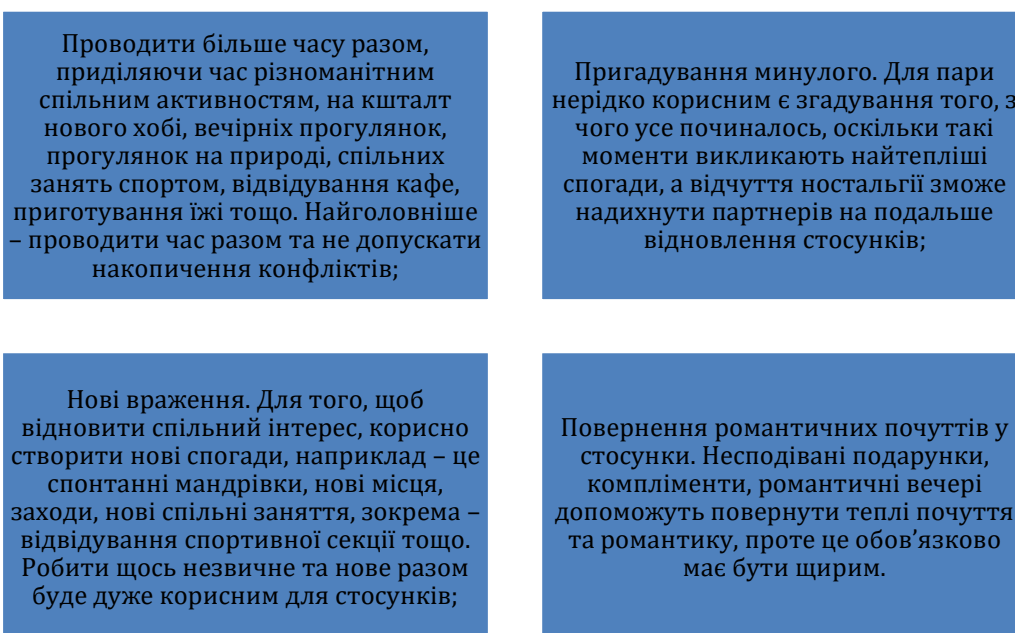 Проводити більше часу разом,
приділяючи час різноманітним
спільним активностям, на кшталт
нового хобі, вечірніх прогулянок,
прогулянок на природі, спільних
занять спортом, відвідування кафе,
приготування їжі тощо. Найголовніше
– проводити час разом та не допускати
накопичення конфліктів;
Пригадування минулого. Для пари
нерідко корисним є згадування того, з
чого усе починалось, оскільки такі
моменти викликають найтепліші
спогади, а відчуття ностальгії зможе
надихнути партнерів на подальше
відновлення стосунків;
Нові враження. Для того, щоб
відновити спільний інтерес, корисно
створити нові спогади, наприклад – це
спонтанні мандрівки, нові місця,
заходи, нові спільні заняття, зокрема –
відвідування спортивної секції тощо.
Робити щось незвичне та нове разом
буде дуже корисним для стосунків;
Повернення романтичних почуттів у
стосунки. Несподівані подарунки,
компліменти, романтичні вечері
допоможуть повернути теплі почуття
та романтику, проте це обов’язково
має бути щирим.